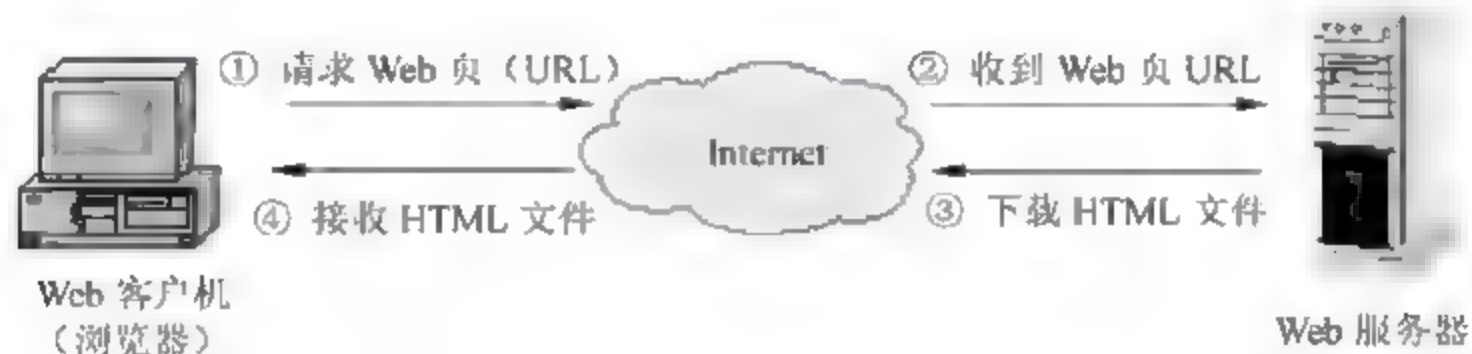 ① 请求 Web 页（URL）
② 收到 Web 页 URL
Internet
④ 接收 HTML 文件
③ 下载 HTML 文件
Web 客户机
（浏览器）
Web 服务器